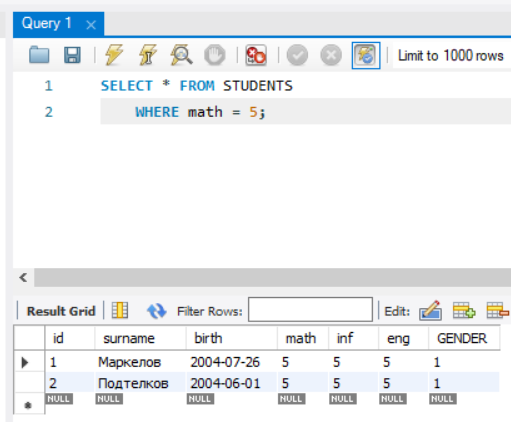 Query 1
Limit to 1000 rows
1 SELECT * FROM STUDENTS
2 WHERE math = 5;
Result Grid Filter Rows: Edit:
id surname birth math inf eng GENDER
1 Маркелов 2004-07-26 5 5 5 1
2 Подтелков 2004-06-01 5 5 5 1
NULL NULL NULL NULL NULL NULL NULL